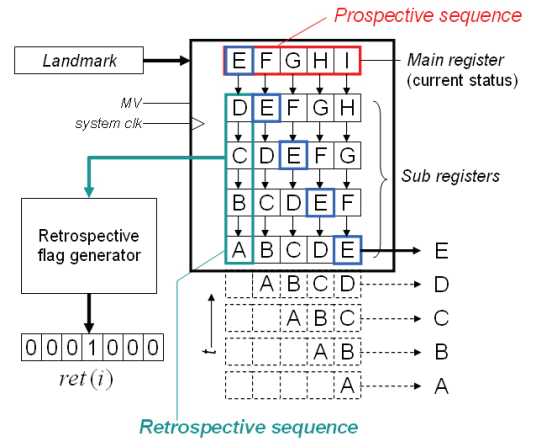 Prospective sequence
Landmark
E F G H I
Main register
(current status)
MV
system clk
D E F G H
C D E F G
Sub registers
B C D E F
Retrospective
flag generator
A B C D E
E
A B C D
D
t
A B C
C
0 0 0 1 0 0 0
A B
B
ret(i)
A
A
Retrospective sequence